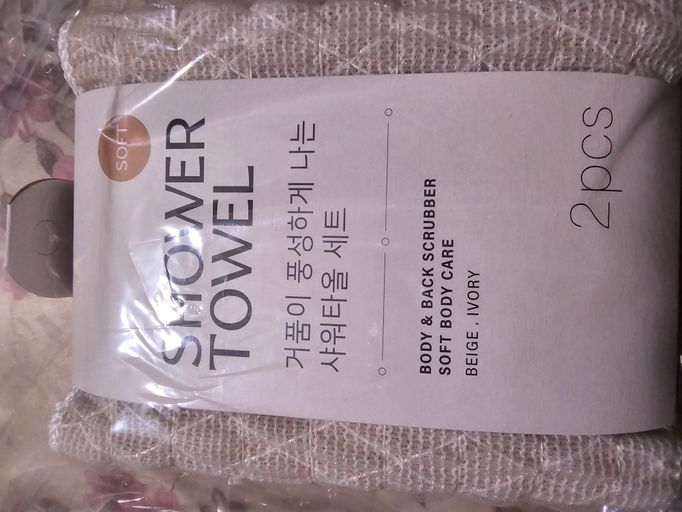 SOFT
SHOWER
TOWEL
거품이 풍성하게 나는
샤워타올 세트
BODY & BACK SCRUBBER
SOFT BODY CARE
BEIGE . IVORY
2pcs